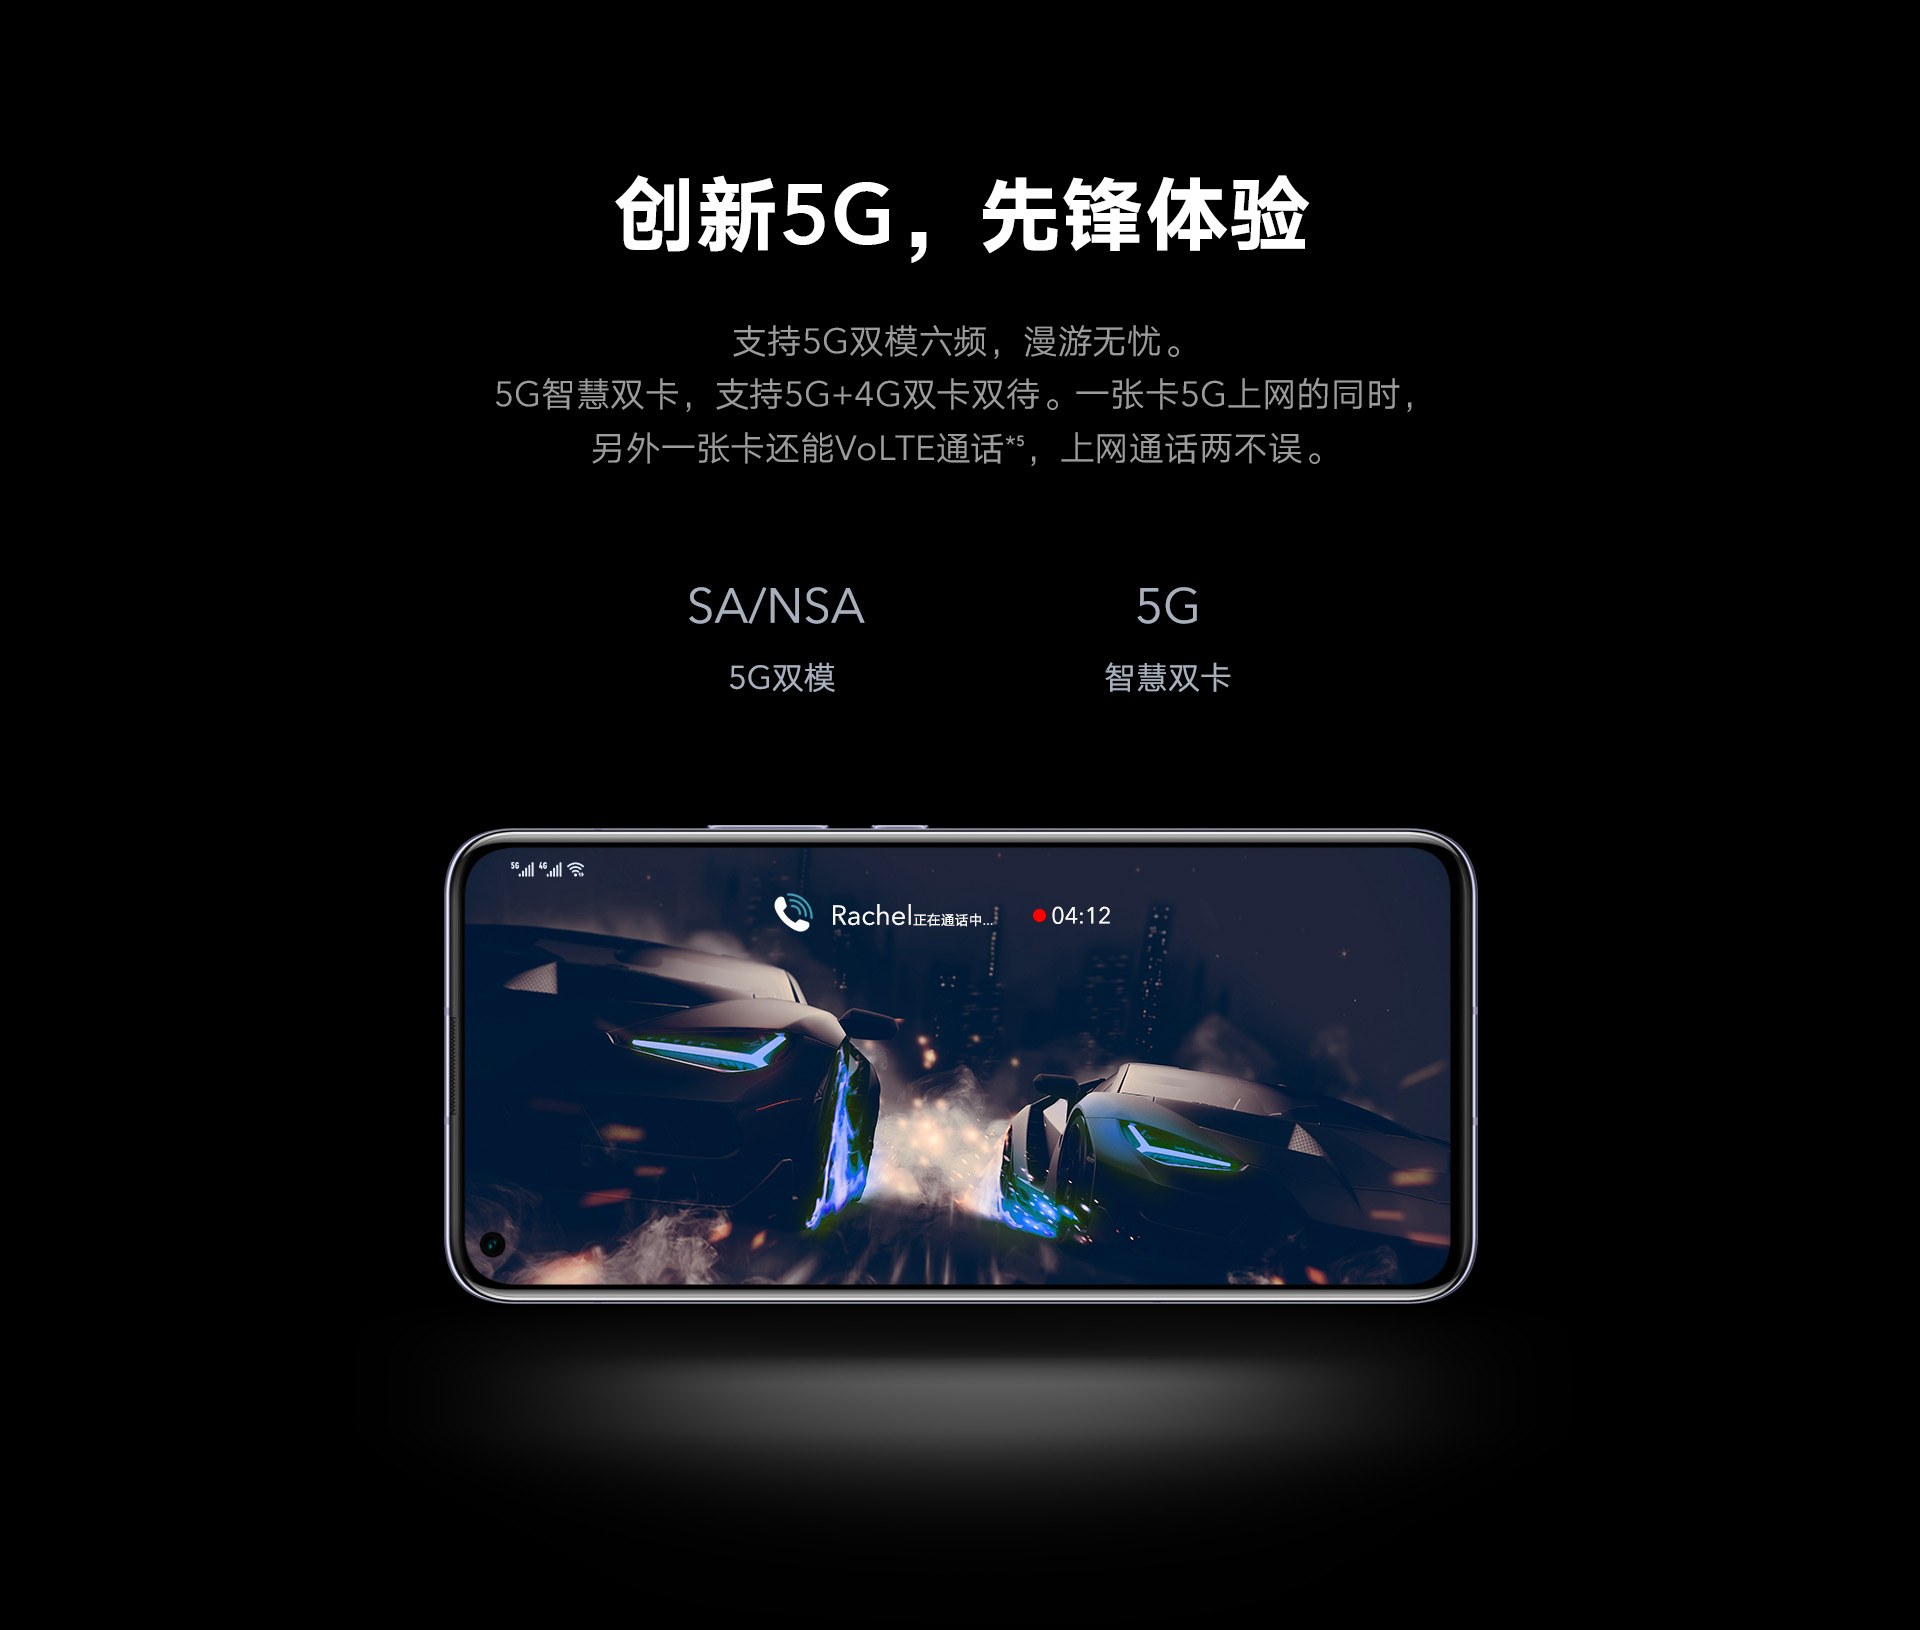 创新5G，先锋体验
支持5G双模六频，漫游无忧。
5G智慧双卡，支持5G+4G双卡双待。一张卡5G上网的同时，
另外一张卡还能VoLTE通话*5，上网通话两不误。
SA/NSA
5G
5G双模
智慧双卡
5G 4G
Rachel正在通话中... 04:12